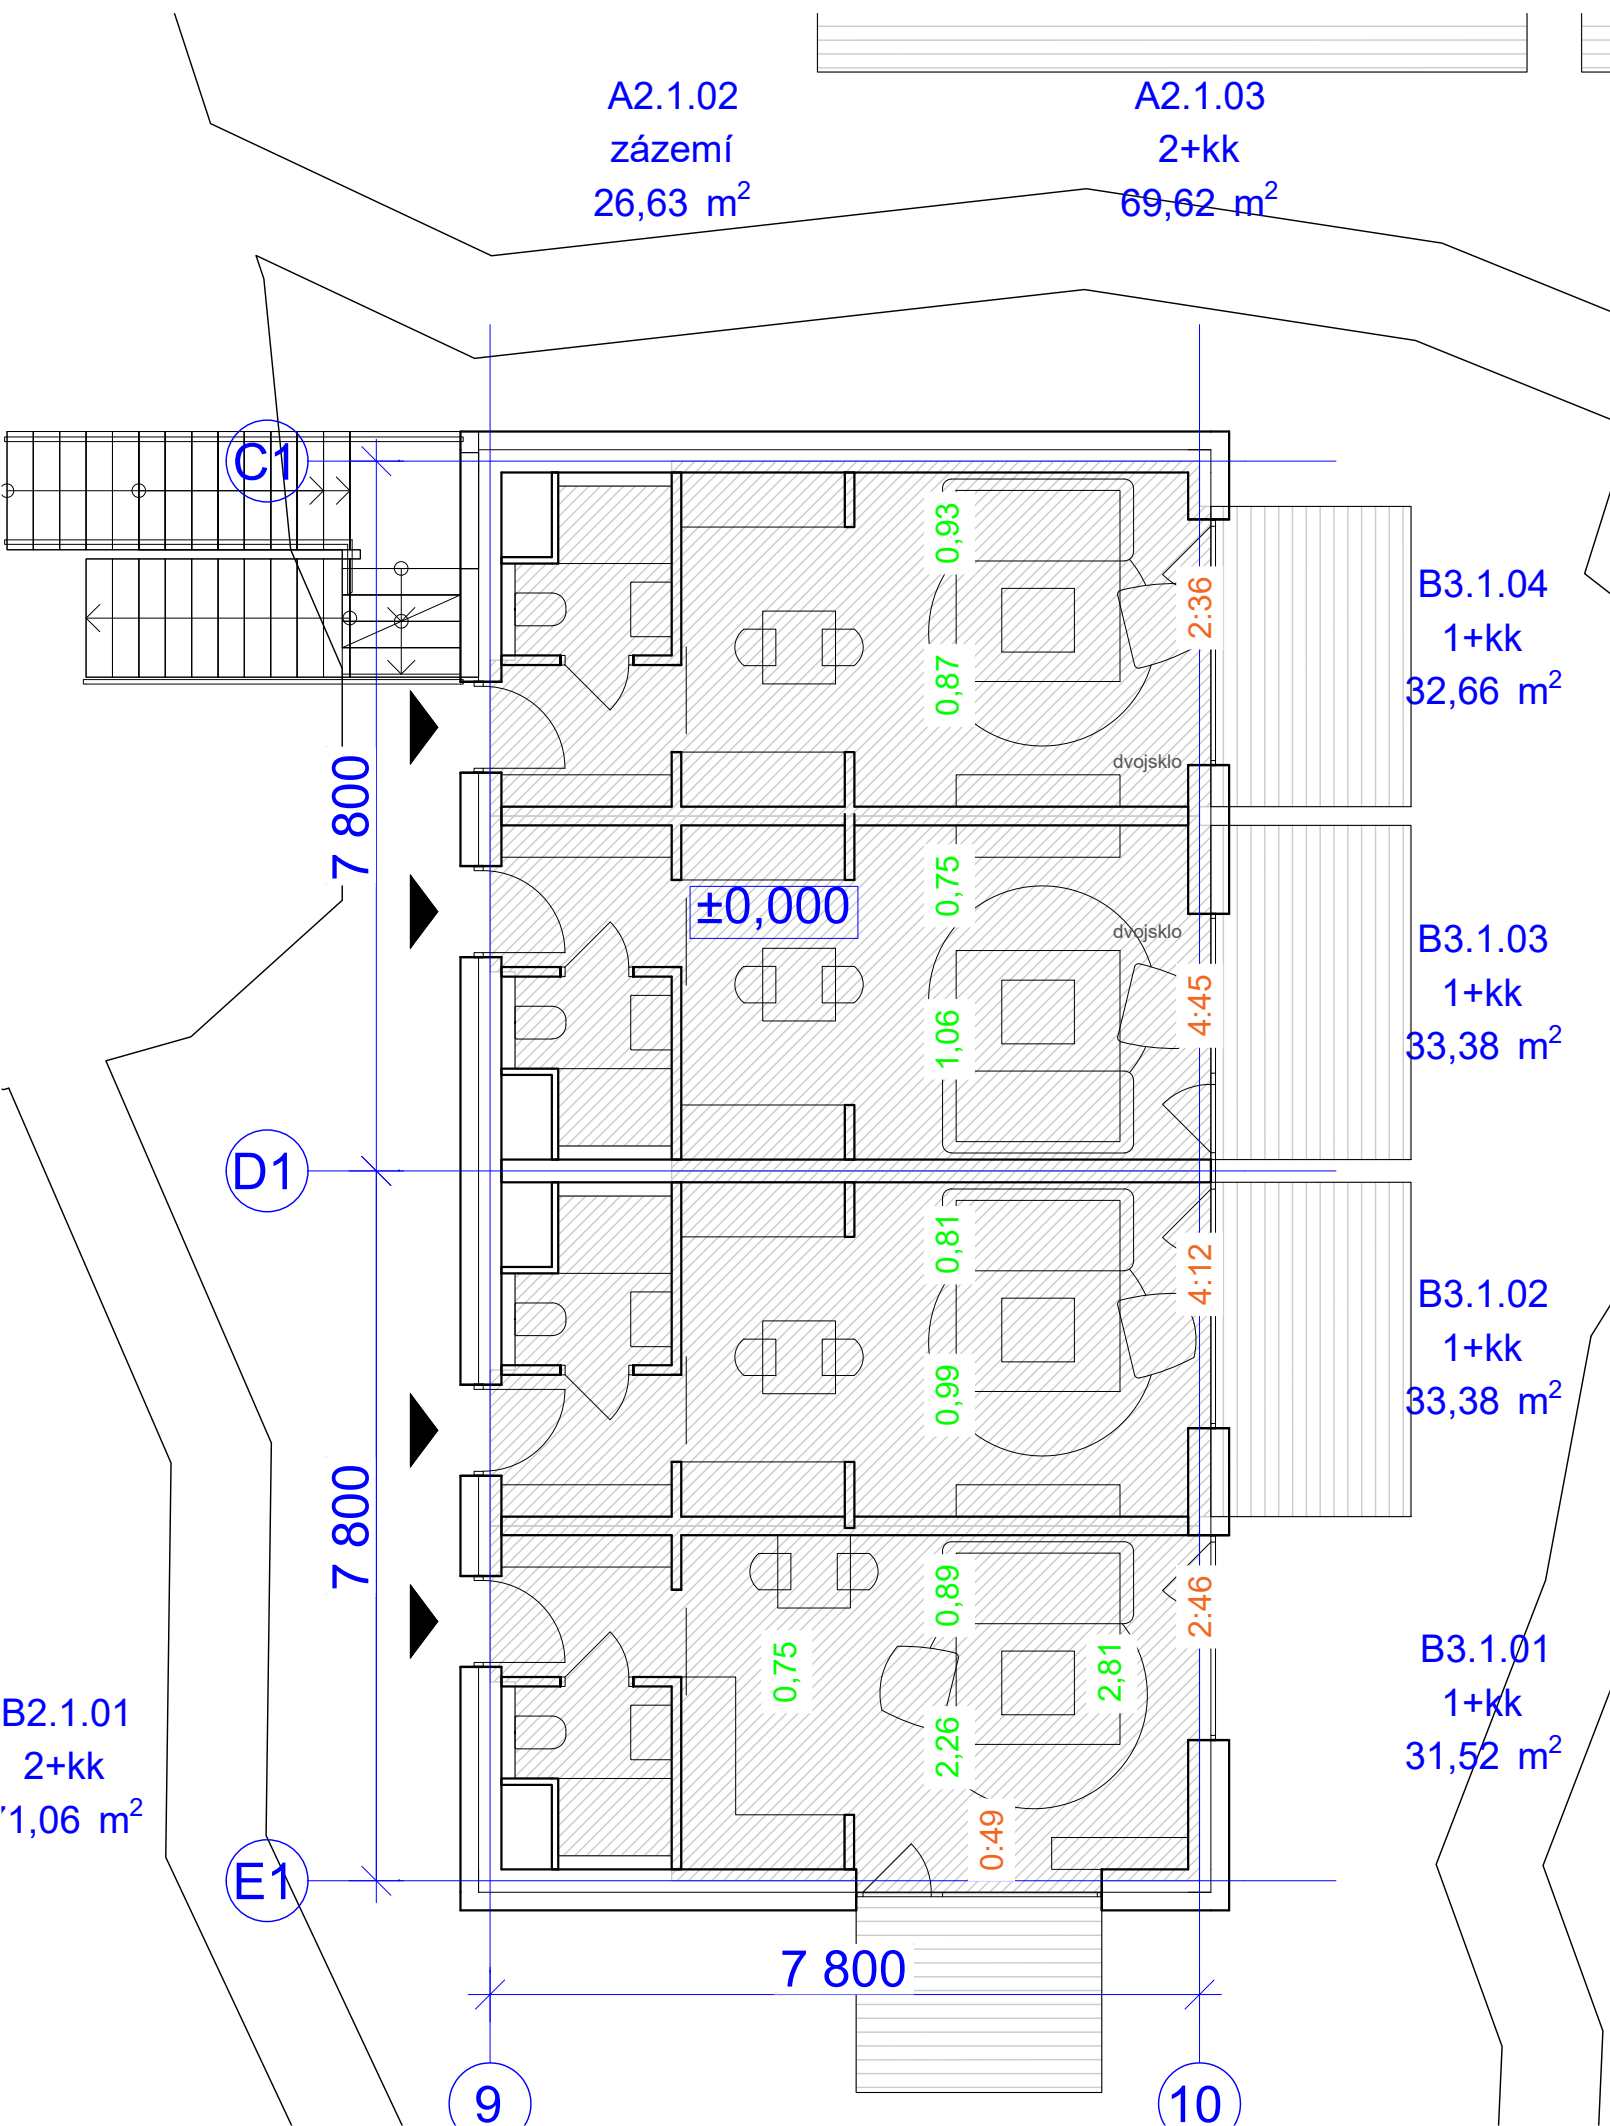 A2.1.02
zázemí
26,63 m²
A2.1.03
2+kk
69,62 m²
C1
0,93
2:36
0,87
B3.1.04
1+kk
32,66 m²
dvojsklo
7 800
0,75
±0,000
dvojsklo
4:45
1,06
B3.1.03
1+kk
33,38 m²
D1
0,81
4:12
0,99
B3.1.02
1+kk
33,38 m²
7 800
0,89
2:46
0,75
2,81
2,26
B3.1.01
1+kk
31,52 m²
B2.1.01
2+kk
1,06 m²
0:49
E1
7 800
9
10